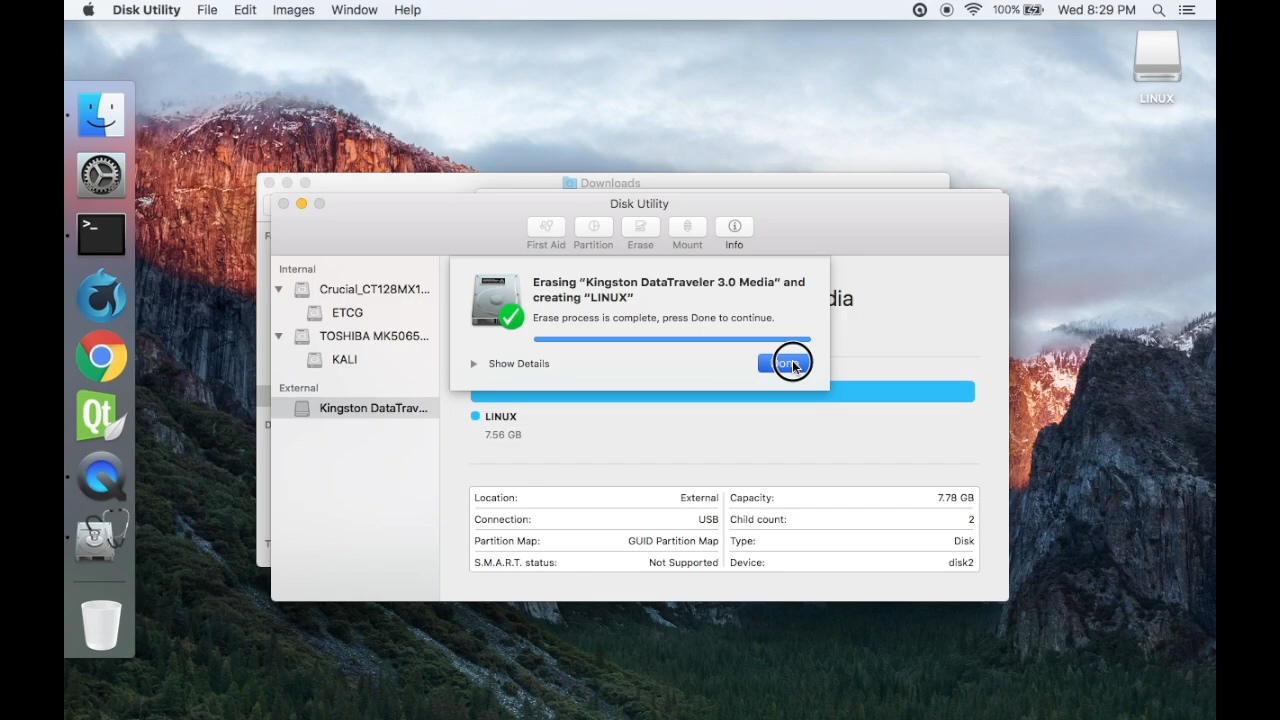 Disk Utility File Edit Images Window Help 100% Wed 8:29 PM
LINUX
Downloads
Disk Utility
First Aid Partition Erase Mount Info
Internal
Crucial_CT128MX1...
ETCG
TOSHIBA MK5065...
KALI
External
Kingston DataTrav...
Erasing “Kingston DataTraveler 3.0 Media” and
creating “LINUX”
Erase process is complete, press Done to continue.
Show Details
dia
LINUX
7.56 GB
Location: External
Connection: USB
Partition Map: GUID Partition Map
S.M.A.R.T. status: Not Supported
Capacity: 7.78 GB
Child count: 2
Type: Disk
Device: disk2
>_
Qt